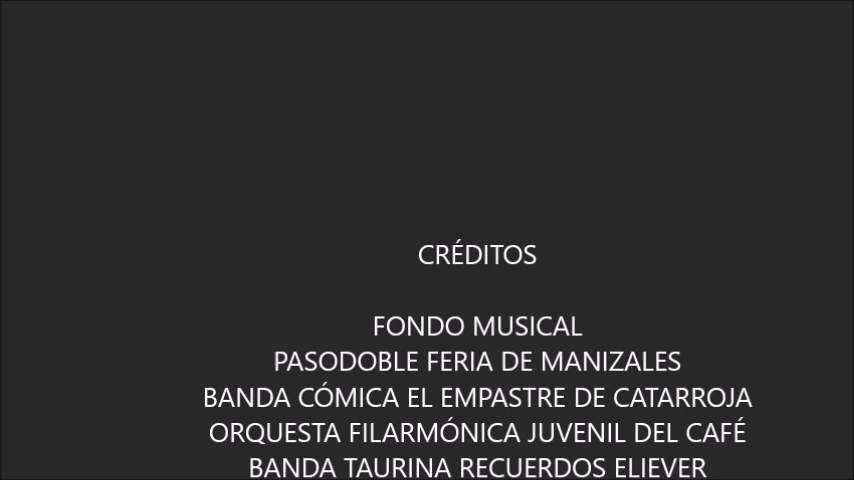 CRÉDITOS
FONDO MUSICAL
PASODOBLE FERIA DE MANIZALES
BANDA CÓMICA EL EMPASTRE DE CATARROJA
ORQUESTA FILARMÓNICA JUVENIL DEL CAFÉ
BANDA TAURINA RECUERDOS ELIEVER